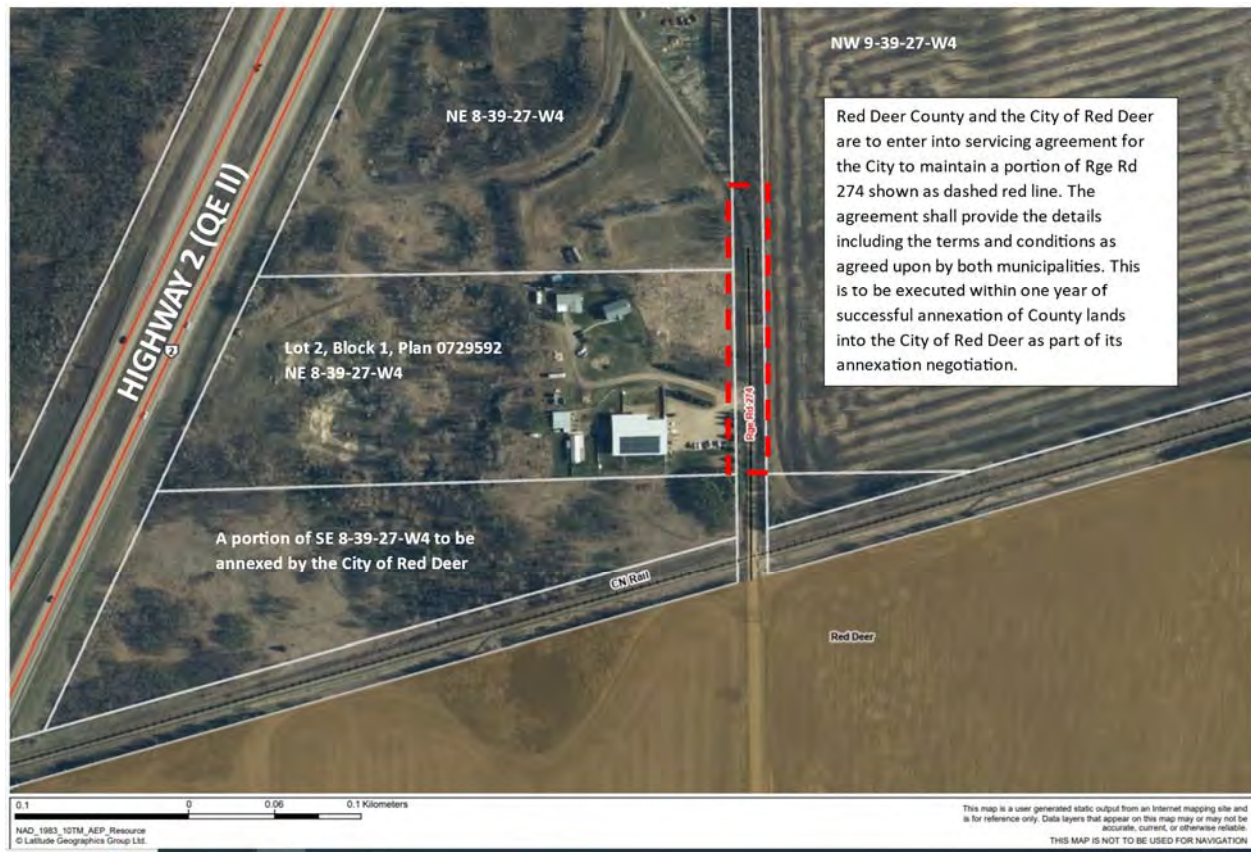 NW 9-39-27-W4
NE 8-39-27-W4
Red Deer County and the City of Red Deer
are to enter into servicing agreement for
the City to maintain a portion of Rge Rd
274 shown as dashed red line. The
agreement shall provide the details
including the terms and conditions as
agreed upon by both municipalities. This
is to be executed within one year of
successful annexation of County lands
into the City of Red Deer as part of its
annexation negotiation.
HIGHWAY 2 (QE II)
2
Lot 2, Block 1, Plan 0729592
NE 8-39-27-W4
Rge Rd 274
A portion of SE 8-39-27-W4 to be
annexed by the City of Red Deer
CN Rail
Red Deer
0.1 0 0.06 0.1 Kilometers
NAD_1983_10TM_AEP_Resource
© Latitude Geographics Group Ltd.
This map is a user generated static output from an Internet mapping site and
is for reference only. Data layers that appear on this map may or may not be
accurate, current, or otherwise reliable.
THIS MAP IS NOT TO BE USED FOR NAVIGATION